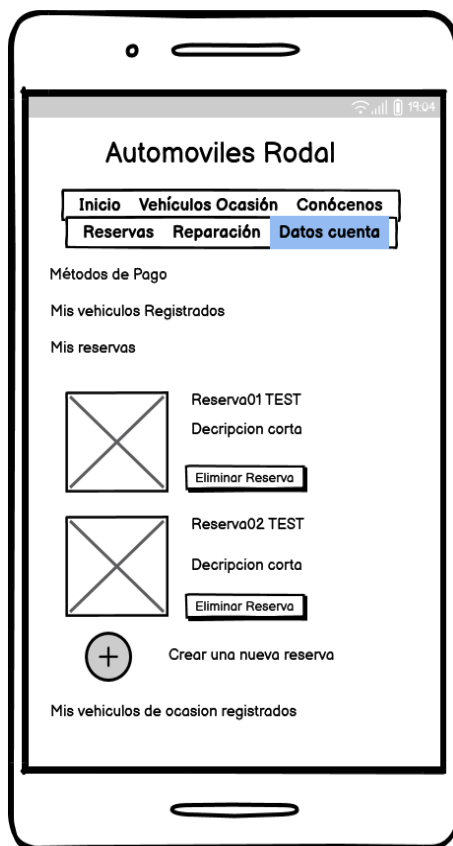 19:04
Automoviles Rodal
Inicio Vehículos Ocasión Conócenos
Reservas Reparación Datos cuenta
Métodos de Pago
Mis vehiculos Registrados
Mis reservas
Reserva01 TEST
Decripcion corta
Eliminar Reserva
Reserva02 TEST
Decripcion corta
Eliminar Reserva
Crear una nueva reserva
Mis vehiculos de ocasion registrados